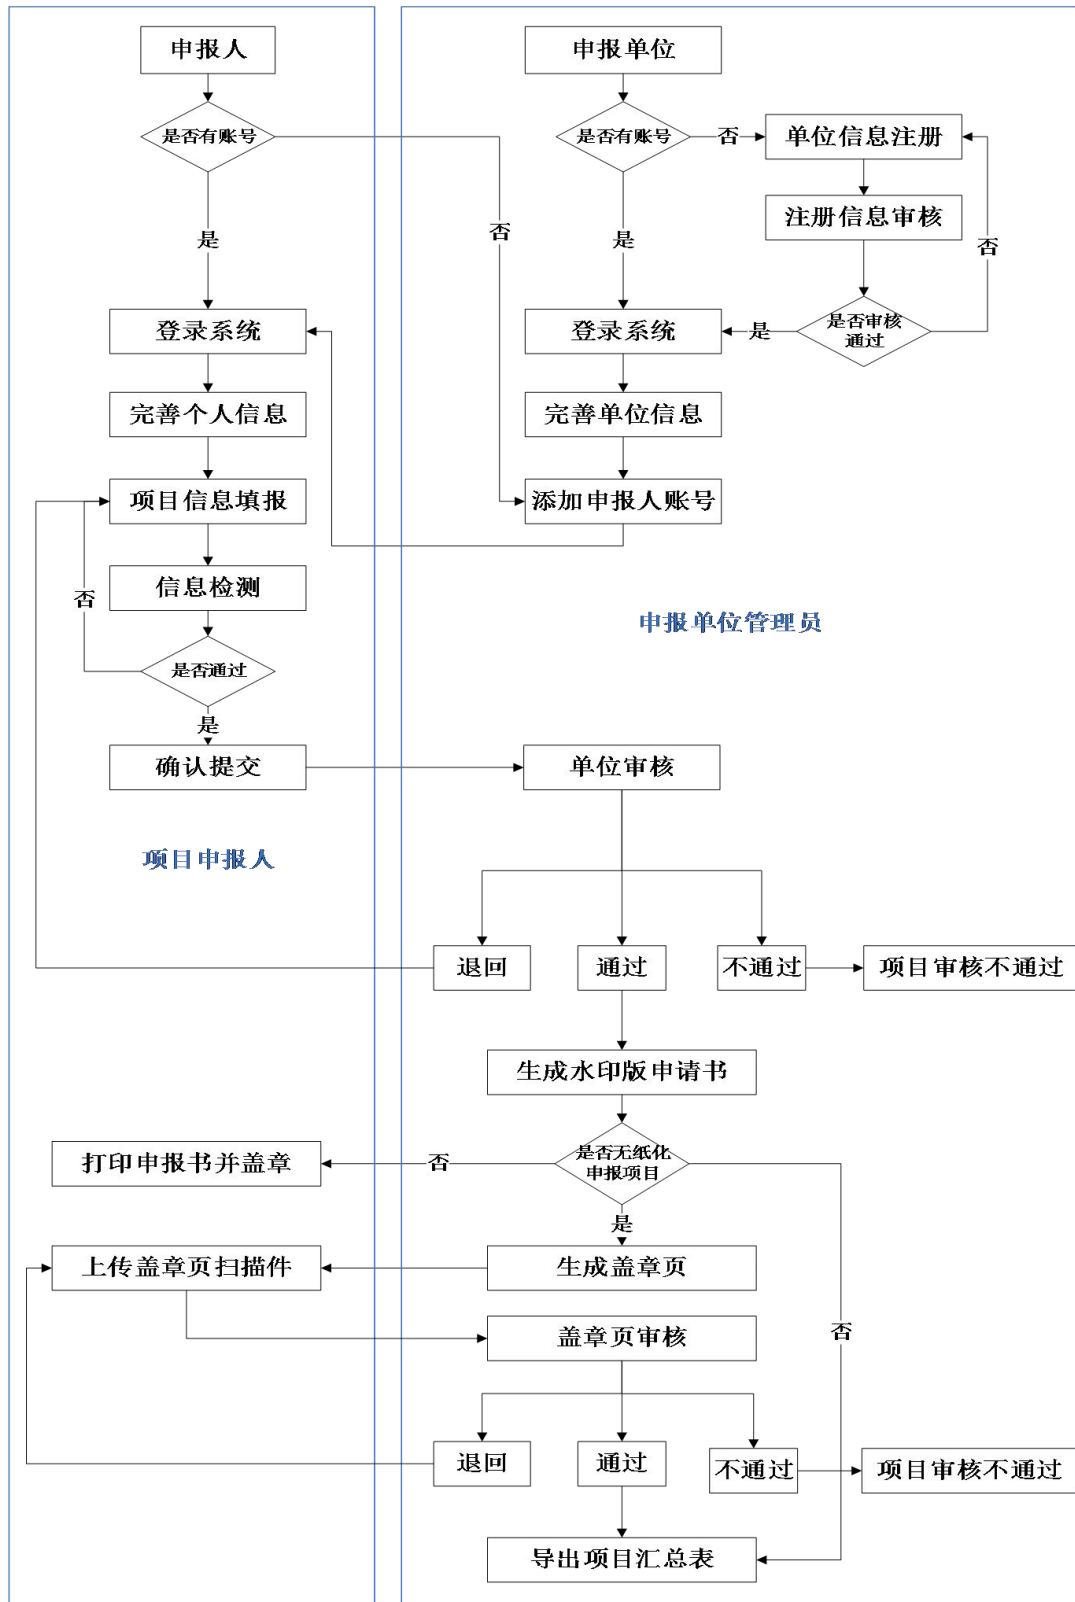 申报人
申报单位
是否有账号
是否有账号
否
单位信息注册
注册信息审核
否
是
是
否
登录系统
登录系统
是
是否审核
通过
完善个人信息
完善单位信息
项目信息填报
添加申报人账号
信息检测
否
申报单位管理员
是否通过
是
确认提交
单位审核
项目申报人
退回
通过
不通过
项目审核不通过
生成水印版申请书
打印申报书并盖章
否
是否无纸化
申报项目
是
上传盖章页扫描件
生成盖章页
盖章页审核
否
退回
通过
不通过
项目审核不通过
导出项目汇总表